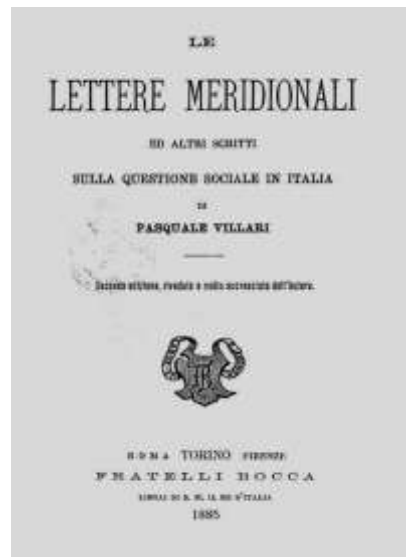 LE
LETTERE MERIDIONALI
ED ALTRI SCRITTI
SULLA QUESTIONE SOCIALE IN ITALIA
DI
PASQUALE VILLARI
Seconda edizione, riveduta e molto accresciuta dall'Autore.
ROMA TORINO FIRENZE
FRATELLI BOCCA
LIBRAI DI S. M. IL RE D'ITALIA
1885